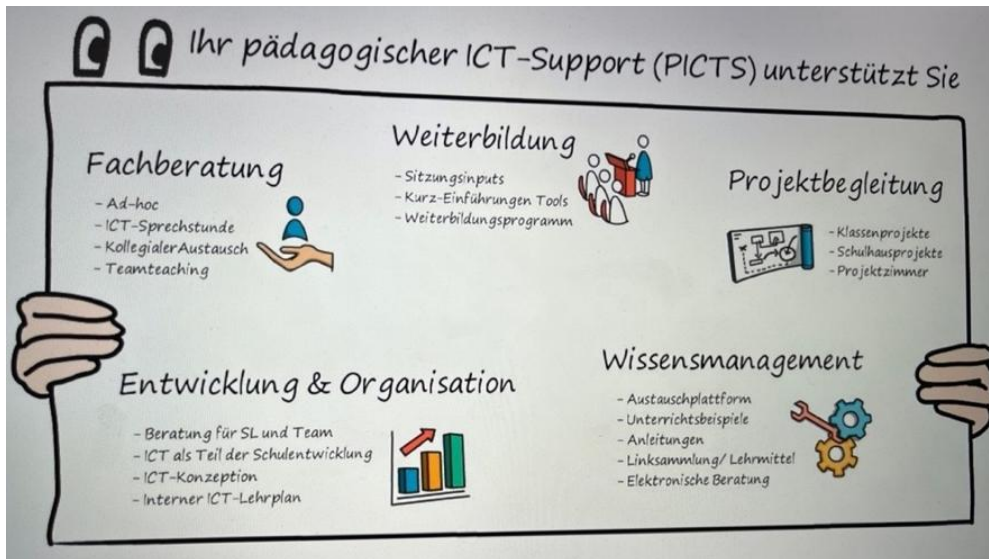 Ihr pädagogischer ICT-Support (PICTS) unterstützt Sie
Fachberatung
- Ad-hoc
- ICT-Sprechstunde
- Kollegialer Austausch
- Teamteaching
Weiterbildung
- Sitzungsinputs
- Kurz-Einführungen Tools
- Weiterbildungsprogramm
Projektbegleitung
- Klassenprojekte
- Schulhausprojekte
- Projektzimmer
Entwicklung & Organisation
- Beratung für SL und Team
- ICT als Teil der Schulentwicklung
- ICT-Konzeption
- Interner ICT-Lehrplan
Wissensmanagement
- Austauschplattform
- Unterrichtsbeispiele
- Anleitungen
- Linksammlung/ Lehrmittel
- Elektronische Beratung